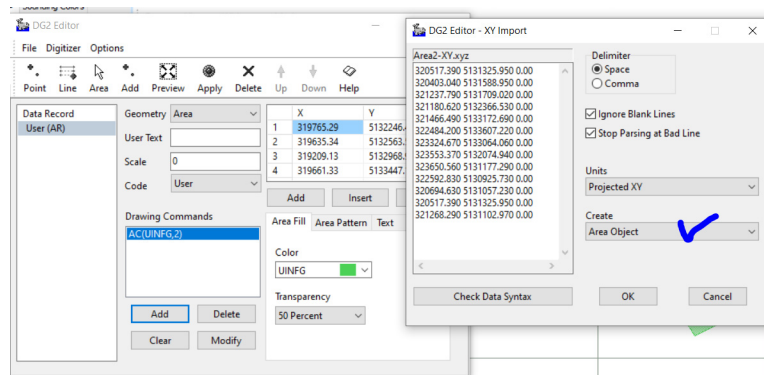 DG2 Editor
File Digitizer Options
Point Line Area Add Preview Apply Delete Up Down Help
Data Record
User (AR)
Geometry Area
User Text
Scale 0
Code User
Drawing Commands
AC(UINFG,2)
Add Delete
Clear Modify
X Y
1 319765.29 5132246.
2 319635.34 5132563.
3 319209.13 5132968.
4 319661.33 5133447.
Add Insert
Area Fill Area Pattern Text
Color
UINFG
Transparency
50 Percent
DG2 Editor - XY Import
Area2-XY.xyz
320517.390 5131325.950 0.00
320403.040 5131588.950 0.00
321237.790 5131709.020 0.00
321180.620 5132366.530 0.00
321466.490 5133172.690 0.00
322484.200 5133607.220 0.00
323324.670 5133064.060 0.00
323553.370 5132074.940 0.00
323650.560 5131177.290 0.00
322592.830 5130925.730 0.00
320694.630 5131057.230 0.00
320517.390 5131325.950 0.00
321268.290 5131102.970 0.00
Check Data Syntax
Delimiter
Space
Comma
Ignore Blank Lines
Stop Parsing at Bad Line
Units
Projected XY
Create
Area Object
OK Cancel